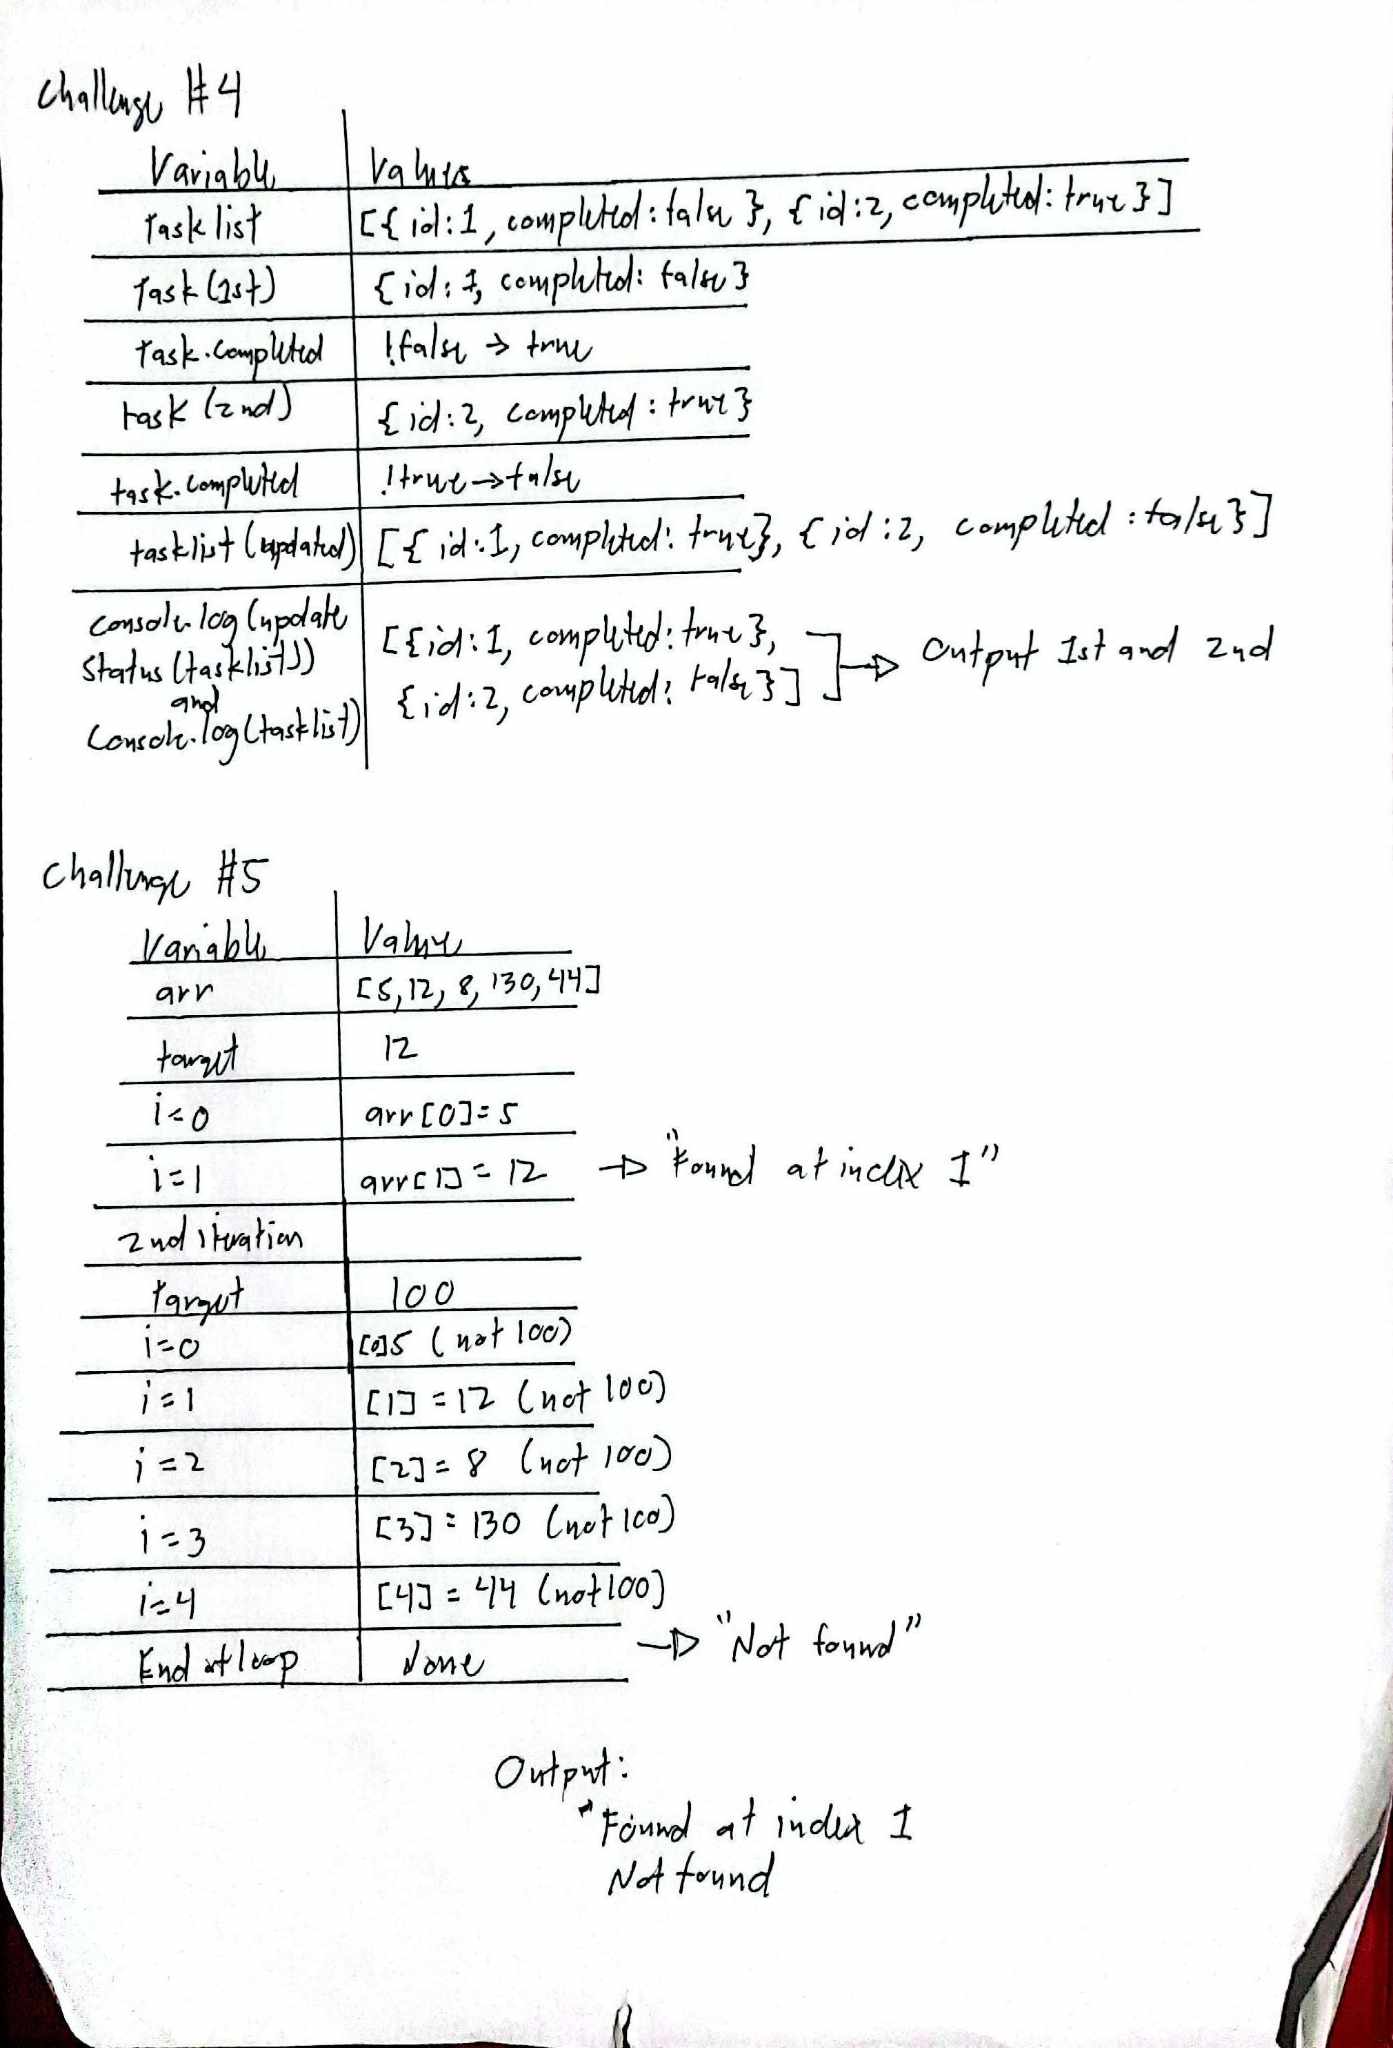 Challenge #4
Variable Values
Task list [{id:1, completed:false}, {id:2, completed:true}]
Task (1st) {id:1, completed:false}
Task.completed !false → true
task (2nd) {id:2, completed:true}
task.completed !true → false
tasklist (updated) [{id:1, completed:true}, {id:2, completed:false}]
console.log(update
Status(tasklist))
and
Console.log(tasklist)
[{id:1, completed:true},
{id:2, completed:false}]
→ Output 1st and 2nd
Challenge #5
Variable Value
arr [5,12,8,130,44]
target 12
i=0 arr[0]=5
i=1 arr[1]=12 → "Found at index 1"
2nd iteration
Target 100
i=0 [0]5 (not 100)
i=1 [1]=12 (not 100)
i=2 [2]=8 (not 100)
i=3 [3]=130 (not 100)
i=4 [4]=44 (not 100)
End of loop Done → "Not found"
Output:
"Found at index 1
Not found